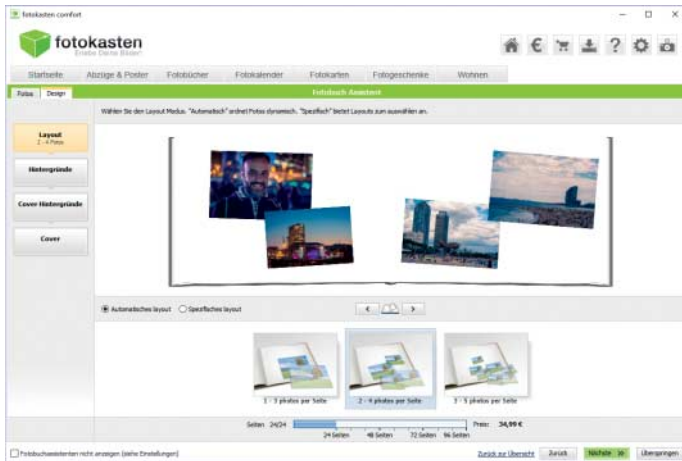 fotokasten comfort
fotokasten
Erlebe Deine Bilder!
Startseite Abzüge & Poster Fotobücher Fotokalender Fotokarten Fotogeschenke Wohnen
Fotos Design Fotobuch Assistent
Wählen Sie den Layout Modus. "Automatisch" ordnet Fotos dynamisch. "Spezifisch" bietet Layouts zum auswählen an.
Layout
2 - 4 Fotos
Hintergründe
Cover Hintergründe
Cover
Automatisches layout Spezifisches layout
1 - 3 photos per Seite 2 - 4 photos per Seite 3 - 5 photos per Seite
Seiten 24/24 Preis: 34,99 €
24 Seiten 48 Seiten 72 Seiten 96 Seiten
Fotobuchassistenten nicht anzeigen (siehe Einstellungen) Zurück zur Übersicht Zurück Nächste Überspringen